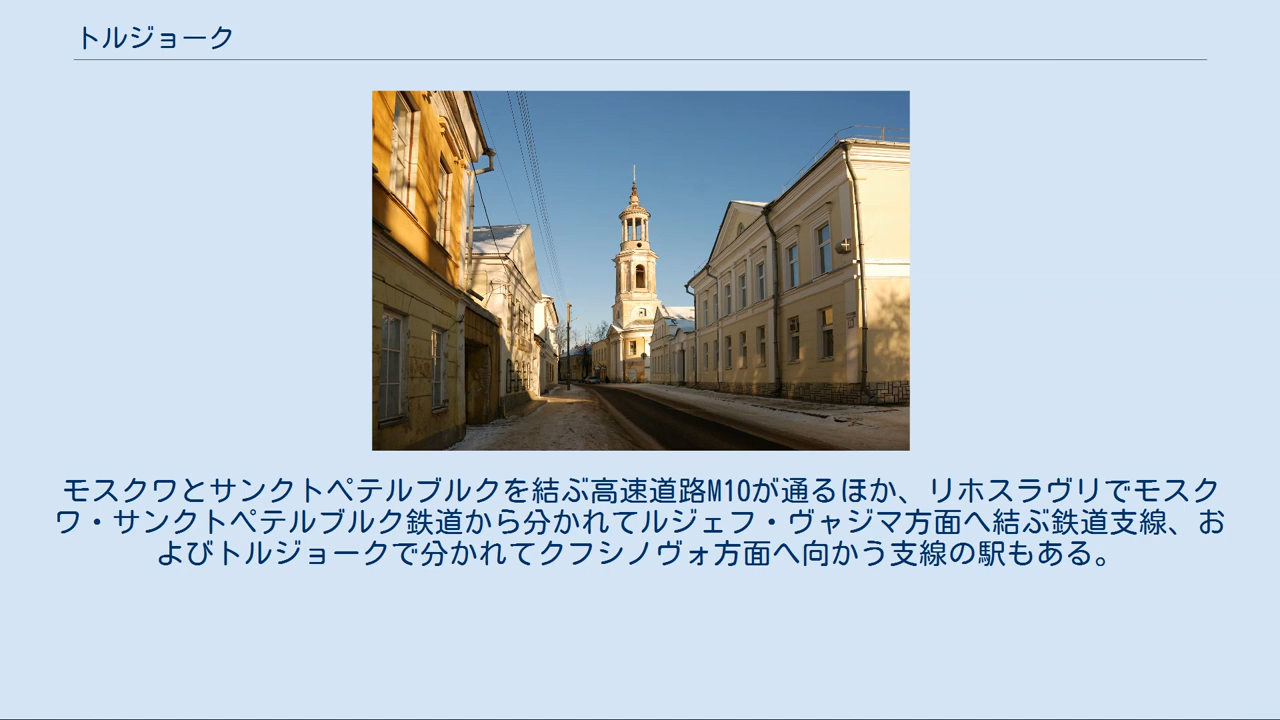 トルジョーク
モスクワとサンクトペテルブルクを結ぶ高速道路M10が通るほか、リホスラヴリでモスク
ワ・サンクトペテルブルク鉄道から分かれてルジェフ・ヴャジマ方面へ結ぶ鉄道支線、お
よびトルジョークで分かれてクフシノヴォ方面へ向かう支線の駅もある。